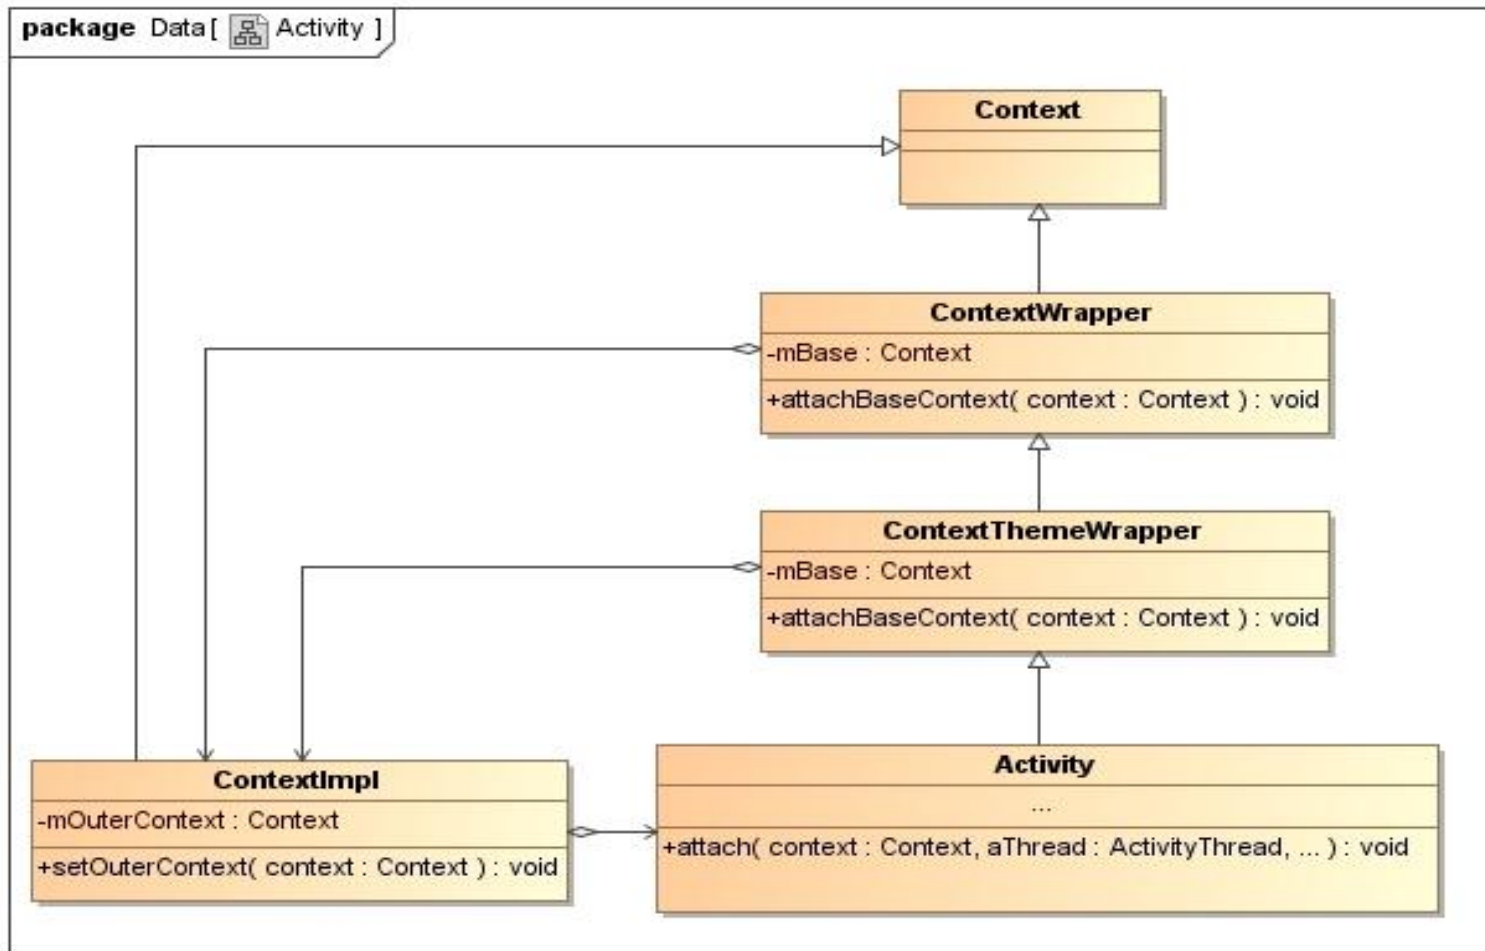 package Data [ Activity ]
Context
ContextWrapper
-mBase : Context
+attachBaseContext( context : Context ) : void
ContextThemeWrapper
-mBase : Context
+attachBaseContext( context : Context ) : void
ContextImpl
-mOuterContext : Context
+setOuterContext( context : Context ) : void
Activity
...
+attach( context : Context, aThread : ActivityThread, ... ) : void